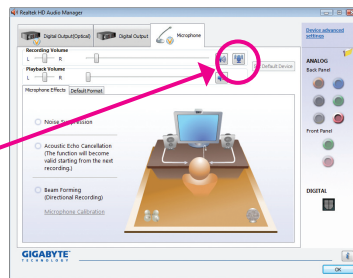 Realtek HD Audio Manager
Digital Output(Optical)
Digital Output
Microphone
Device advanced
settings
Recording Volume
L R
Default Device
Playback Volume
L R
ANALOG
Back Panel
Microphone Effects
Default Format
Noise Suppression
Acoustic Echo Cancellation
(The function will become
valid starting from the next
recording.)
Front Panel
Beam Forming
(Directional Recording)
Microphone Calibration
DIGITAL
GIGABYTE
TECHNOLOGY
OK